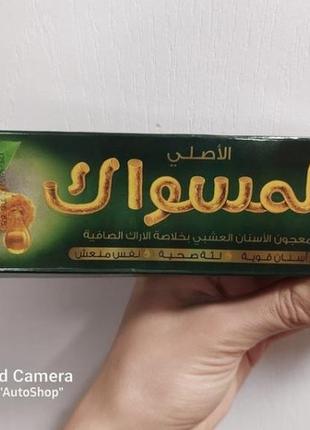 الأصلي
المسواك
معجون الأسنان العشبي بخلاصة الاراك الصافية
أسنان قوية • لثة صحية • نفس منعش
d Camera
"AutoShop"